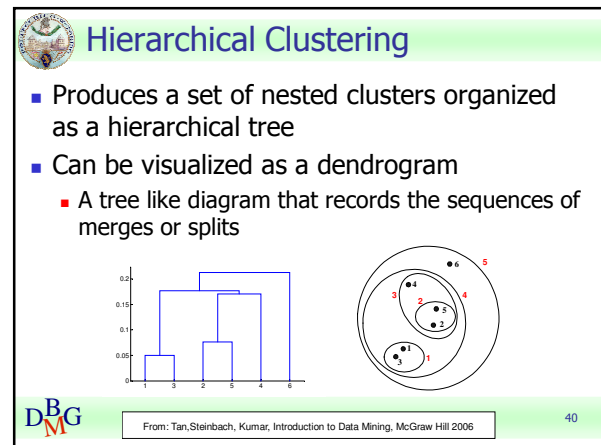 Hierarchical Clustering
Produces a set of nested clusters organized
as a hierarchical tree
Can be visualized as a dendrogram
A tree like diagram that records the sequences of
merges or splits
0.2
0.15
0.1
0.05
0
1 3 2 5 4 6
6 5
4
3 4
2
5
2
1
3 1
DBMG
From: Tan,Steinbach, Kumar, Introduction to Data Mining, McGraw Hill 2006
40